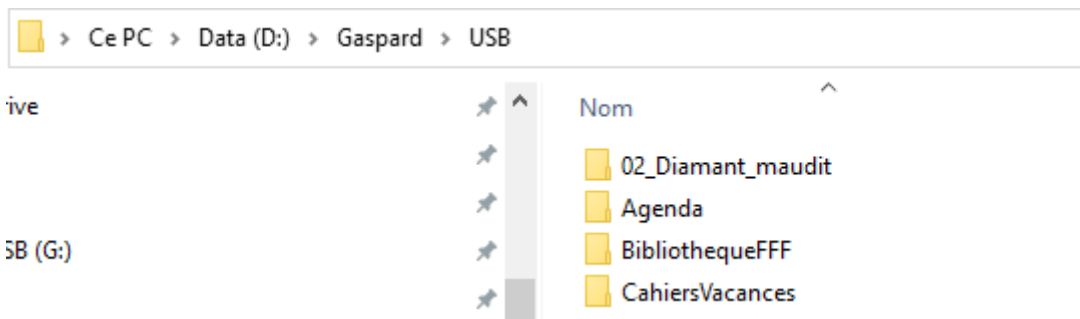 Ce PC > Data (D:) > Gaspard > USB
rive
SB (G:)
Nom
02_Diamant_maudit
Agenda
BibliothequeFFF
CahiersVacances